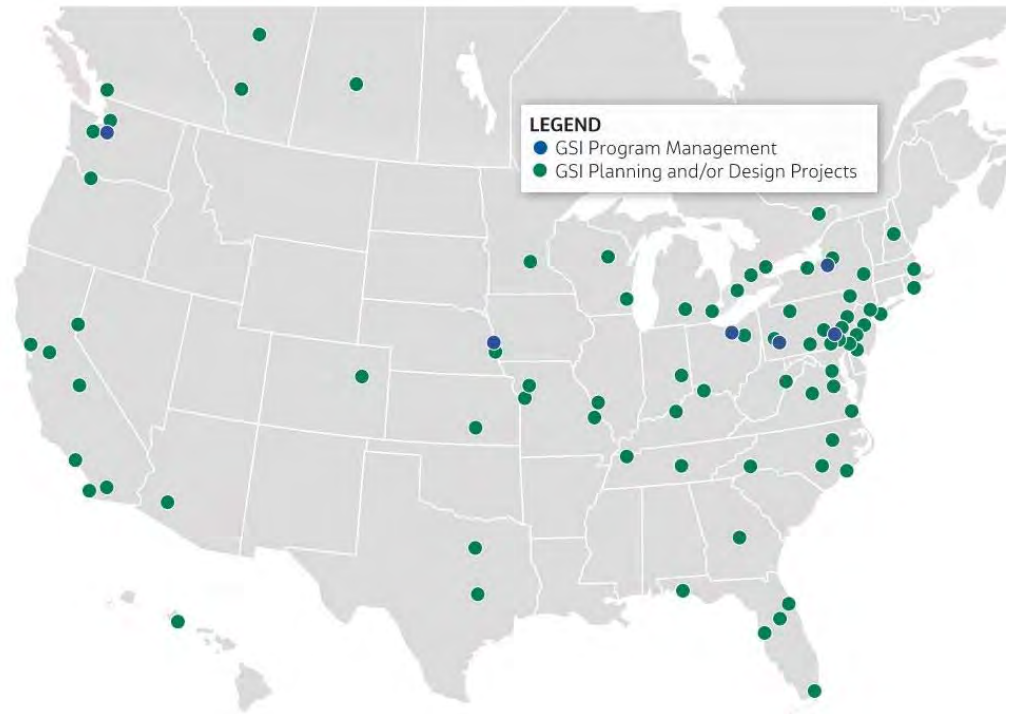 LEGEND
GSI Program Management
GSI Planning and/or Design Projects